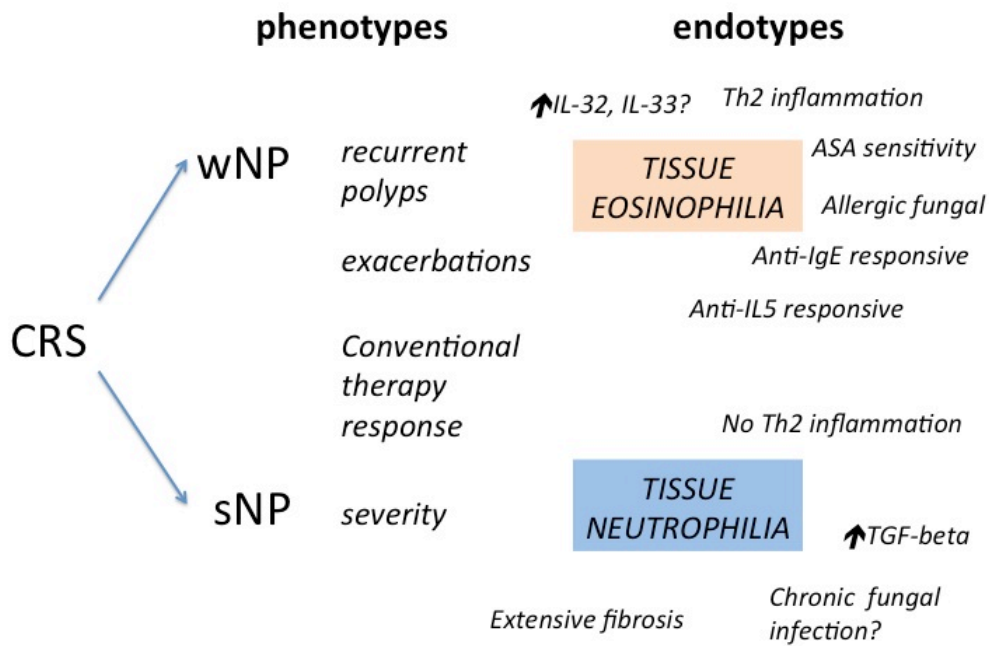 phenotypes
endotypes
↑IL-32, IL-33?
Th2 inflammation
wNP
recurrent
polyps
TISSUE
EOSINOPHILIA
ASA sensitivity
Allergic fungal
exacerbations
Anti-IgE responsive
Anti-IL5 responsive
CRS
Conventional
therapy
response
No Th2 inflammation
sNP
severity
TISSUE
NEUTROPHILIA
↑TGF-beta
Extensive fibrosis
Chronic fungal
infection?